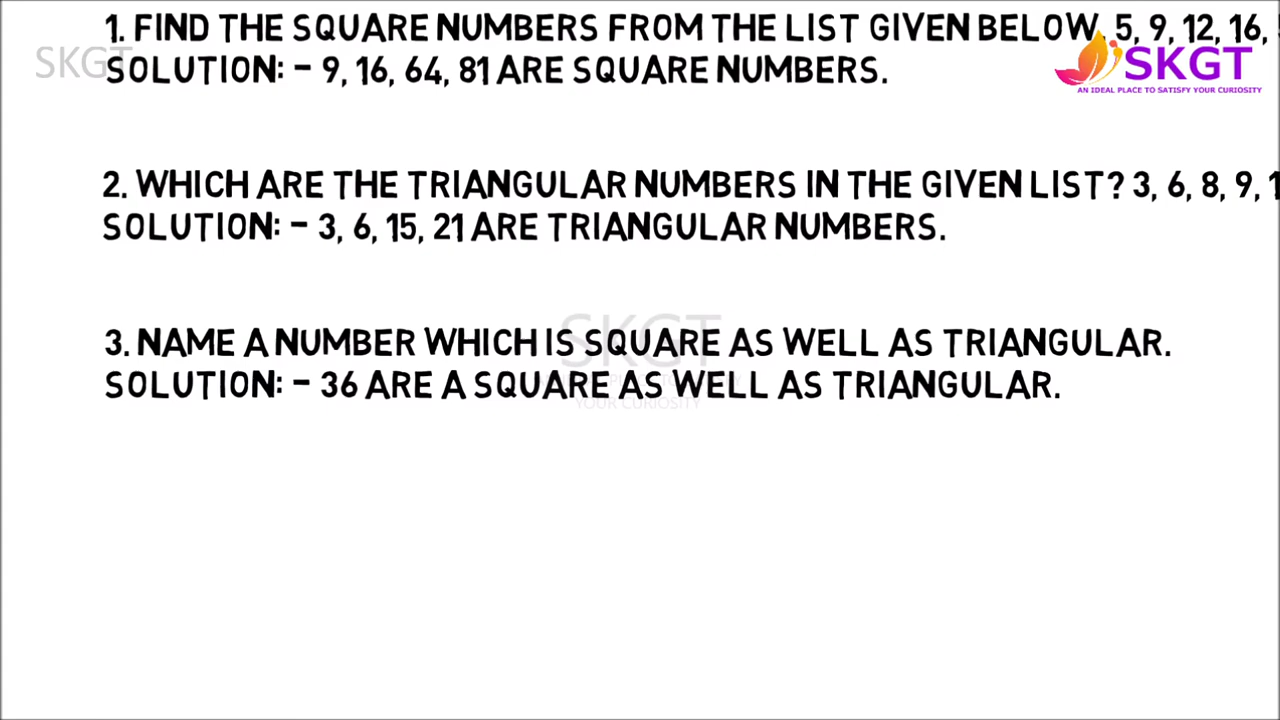 1. FIND THE SQUARE NUMBERS FROM THE LIST GIVEN BELOW. 5, 9, 12, 16,
SKGT
SOLUTION: - 9, 16, 64, 81 ARE SQUARE NUMBERS.
SKGT
AN IDEAL PLACE TO SATISFY YOUR CURIOSITY
2. WHICH ARE THE TRIANGULAR NUMBERS IN THE GIVEN LIST? 3, 6, 8, 9,
SOLUTION: - 3, 6, 15, 21 ARE TRIANGULAR NUMBERS.
SKGT
3. NAME A NUMBER WHICH IS SQUARE AS WELL AS TRIANGULAR.
SOLUTION: - 36 ARE A SQUARE AS WELL AS TRIANGULAR.
YOUR CURIOSITY